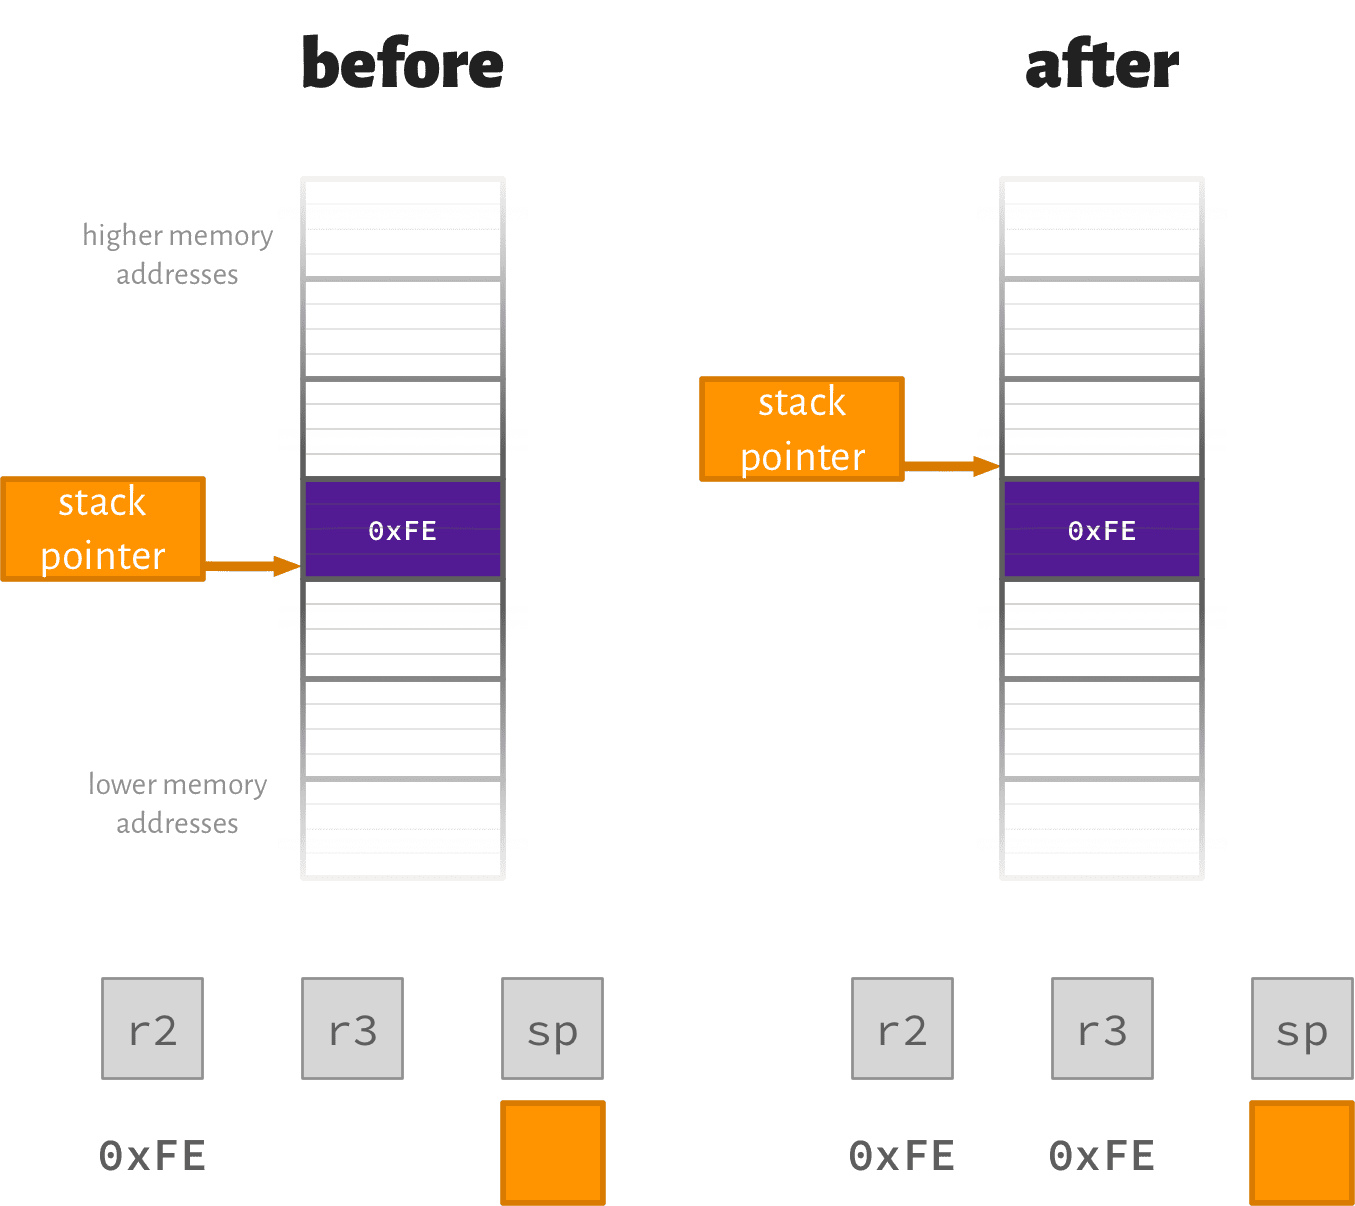 before
after
higher memory
addresses
stack
pointer
stack
pointer
0xFE
0xFE
lower memory
addresses
r2
r3
sp
r2
r3
sp
0xFE
0xFE
0xFE